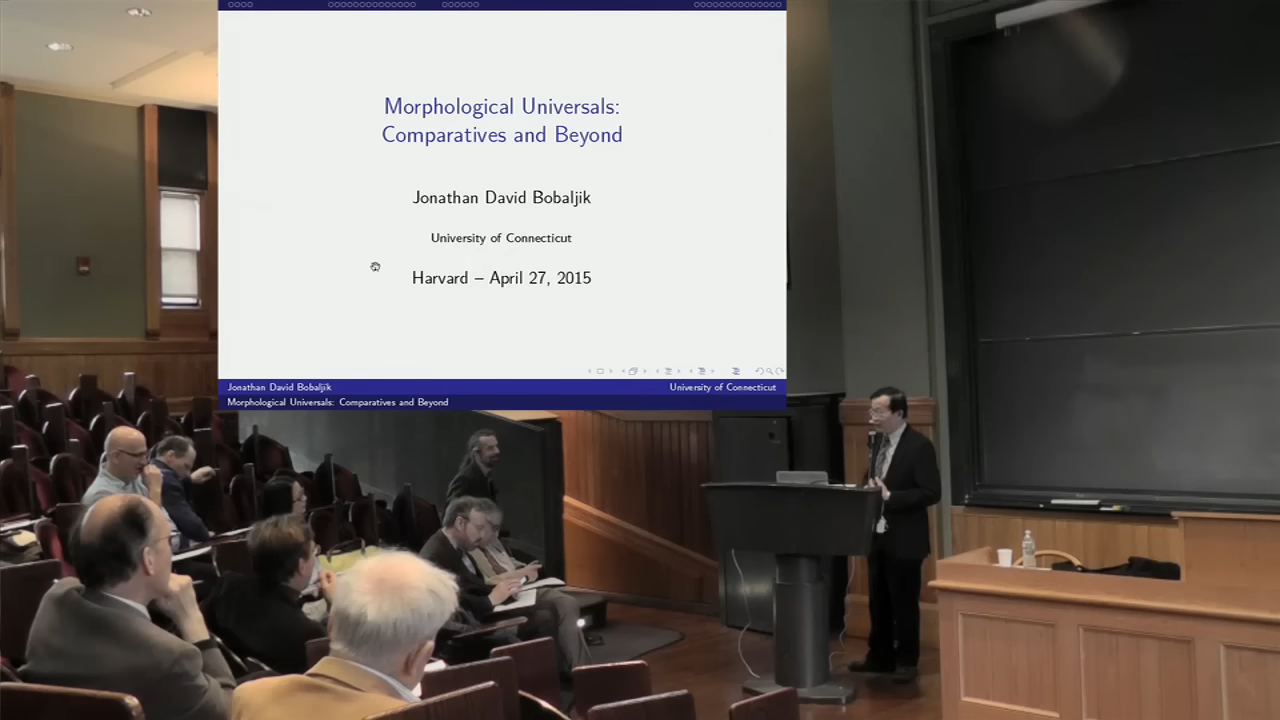 Morphological Universals:
Comparatives and Beyond
Jonathan David Bobaljik
University of Connecticut
Harvard – April 27, 2015
Jonathan David Bobaljik
University of Connecticut
Morphological Universals: Comparatives and Beyond